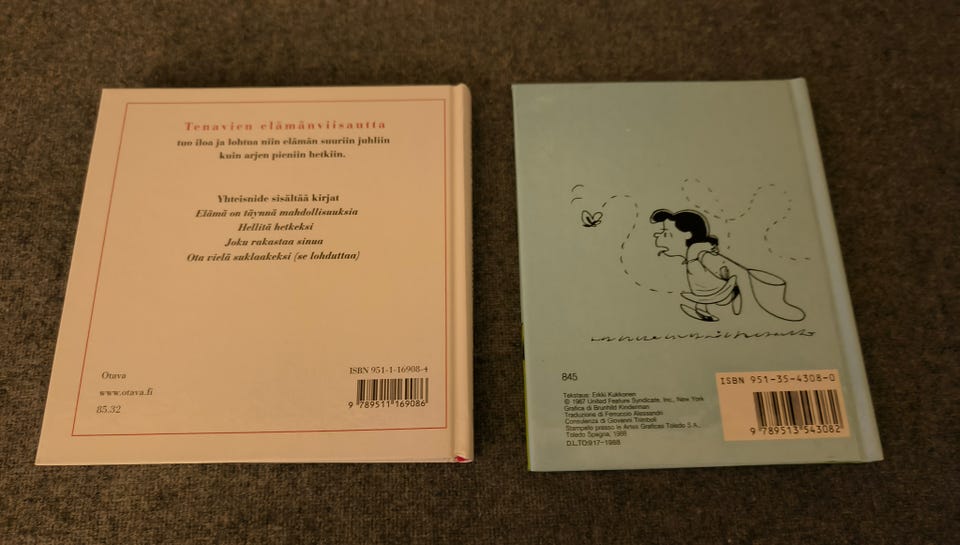 Tenavien elämänviisautta
tuo iloa ja lohtua niin elämän suuriin juhliin
kuin arjen pieniin hetkiin.
Yhteisnide sisältää kirjat
Elämä on täynnä mahdollisuuksia
Hellitä hetkeksi
Joku rakastaa sinua
Ota vielä suklaakeksi (se lohduttaa)
Otava
www.otava.fi
85.32
ISBN 951-1-16908-4
9 789511 169086
845
Tekstaus: Erkki Kukkonen
© 1987 United Feature Syndicate, Inc., New York
Grafica di Brunhild Kinderman
Traduzione di Ferruccio Alessandri
Consulenza di Giovanni Trimboli
Stampato presso le Artes Graficas Toledo S.A.,
Toledo Spagna, 1988
D.L.TO:917-1988
ISBN 951-35-4308-0
9 789513 543082